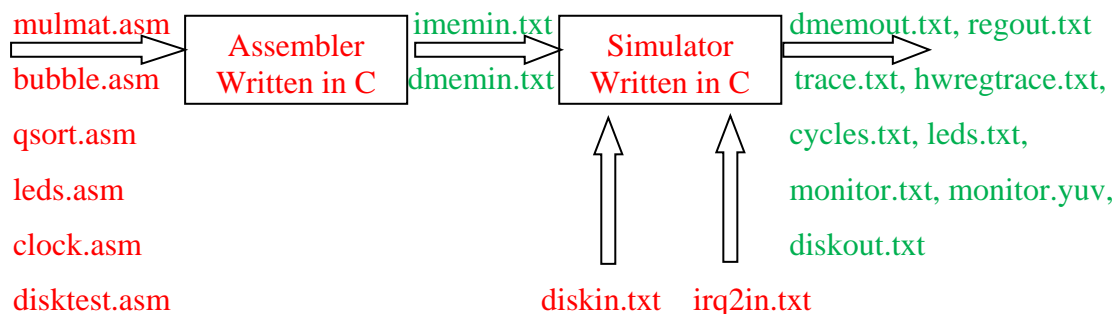 mulmat.asm
bubble.asm
qsort.asm
leds.asm
clock.asm
disktest.asm
Assembler
Written in C
imemin.txt
dmemin.txt
Simulator
Written in C
diskin.txt
irq2in.txt
dmemout.txt, regout.txt
trace.txt, hwregtrace.txt,
cycles.txt, leds.txt,
monitor.txt, monitor.yuv,
diskout.txt